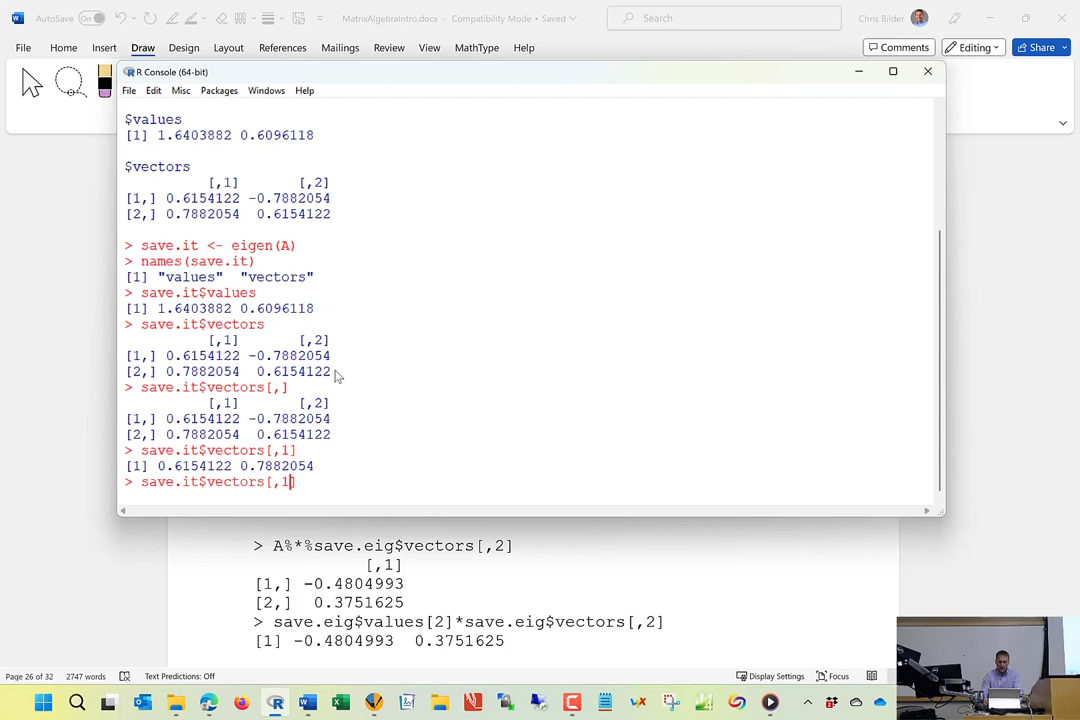 AutoSave Off MatrixAlgebraIntro.docx - Compatibility Mode • Saved Search Chris Bilder
File Home Insert Draw Design Layout References Mailings Review View MathType Help Comments Editing Share
R Console (64-bit)
File Edit Misc Packages Windows Help
$values
[1] 1.6403882 0.6096118
$vectors
[,1] [,2]
[1,] 0.6154122 -0.7882054
[2,] 0.7882054 0.6154122
> save.it <- eigen(A)
> names(save.it)
[1] "values" "vectors"
> save.it$values
[1] 1.6403882 0.6096118
> save.it$vectors
[,1] [,2]
[1,] 0.6154122 -0.7882054
[2,] 0.7882054 0.6154122
> save.it$vectors[,]
[,1] [,2]
[1,] 0.6154122 -0.7882054
[2,] 0.7882054 0.6154122
> save.it$vectors[,1]
[1] 0.6154122 0.7882054
> save.it$vectors[,1]
> A%*%save.eig$vectors[,2]
[,1]
[1,] -0.4804993
[2,] 0.3751625
> save.eig$values[2]*save.eig$vectors[,2]
[1] -0.4804993 0.3751625
Page 26 of 32 2747 words Text Predictions: Off Display Settings Focus